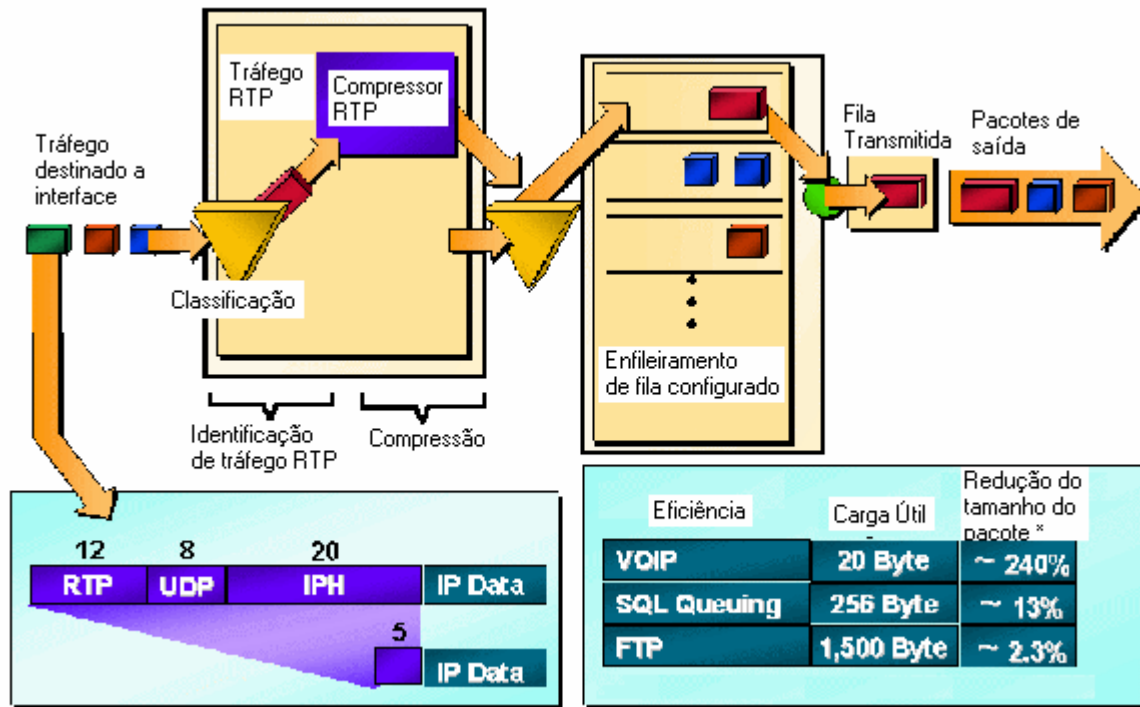 Tráfego
RTP
Compressor
RTP
Tráfego
destinado a
interface
Classificação
Fila
Transmitida
Pacotes de
saída
Enfileiramento
de fila configurado
Identificação
de tráfego RTP
Compressão
12 8 20
RTP UDP IPH IP Data
5
IP Data
Eficiência Carga Útil Redução do
tamanho do
pacote *
VOIP 20 Byte ~ 240%
SQL Queuing 256 Byte ~ 13%
FTP 1,500 Byte ~ 2.3%